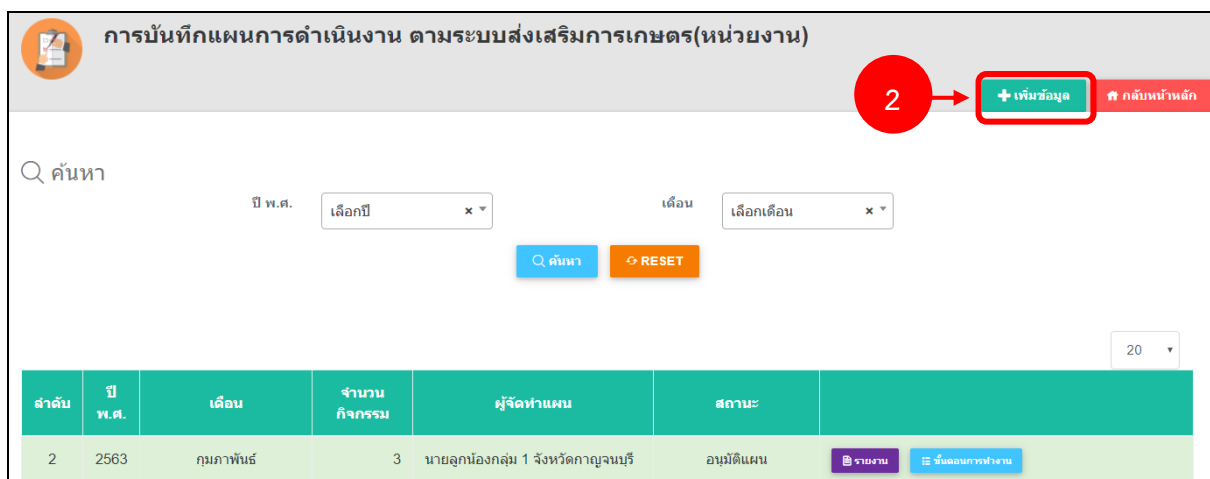 การบันทึกแผนการดำเนินงาน ตามระบบส่งเสริมการเกษตร(หน่วยงาน)
2
เพิ่มข้อมูล กลับหน้าหลัก
ค้นหา
ปี พ.ศ. เลือกปี × เดือน เลือกเดือน ×
ค้นหา RESET
20
ลำดับ ปี พ.ศ. เดือน จำนวน กิจกรรม ผู้จัดทำแผน สถานะ
2 2563 กุมภาพันธ์ 3 นายลูกน้องกลุ่ม 1 จังหวัดกาญจนบุรี อนุมัติแผน รายงาน ขั้นตอนการทำงาน